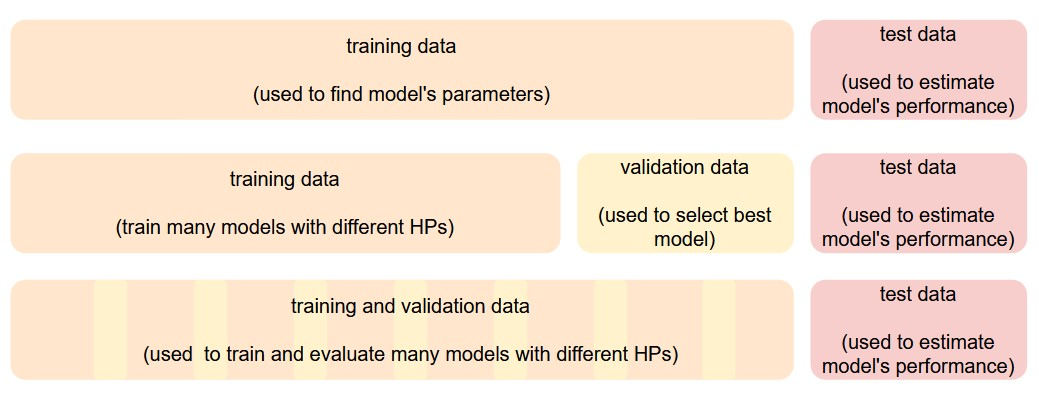 training data
(used to find model's parameters)
test data
(used to estimate
model's performance)
training data
(train many models with different HPs)
validation data
(used to select best
model)
test data
(used to estimate
model's performance)
training and validation data
(used  to train and evaluate many models with different HPs)
test data
(used to estimate
model's performance)